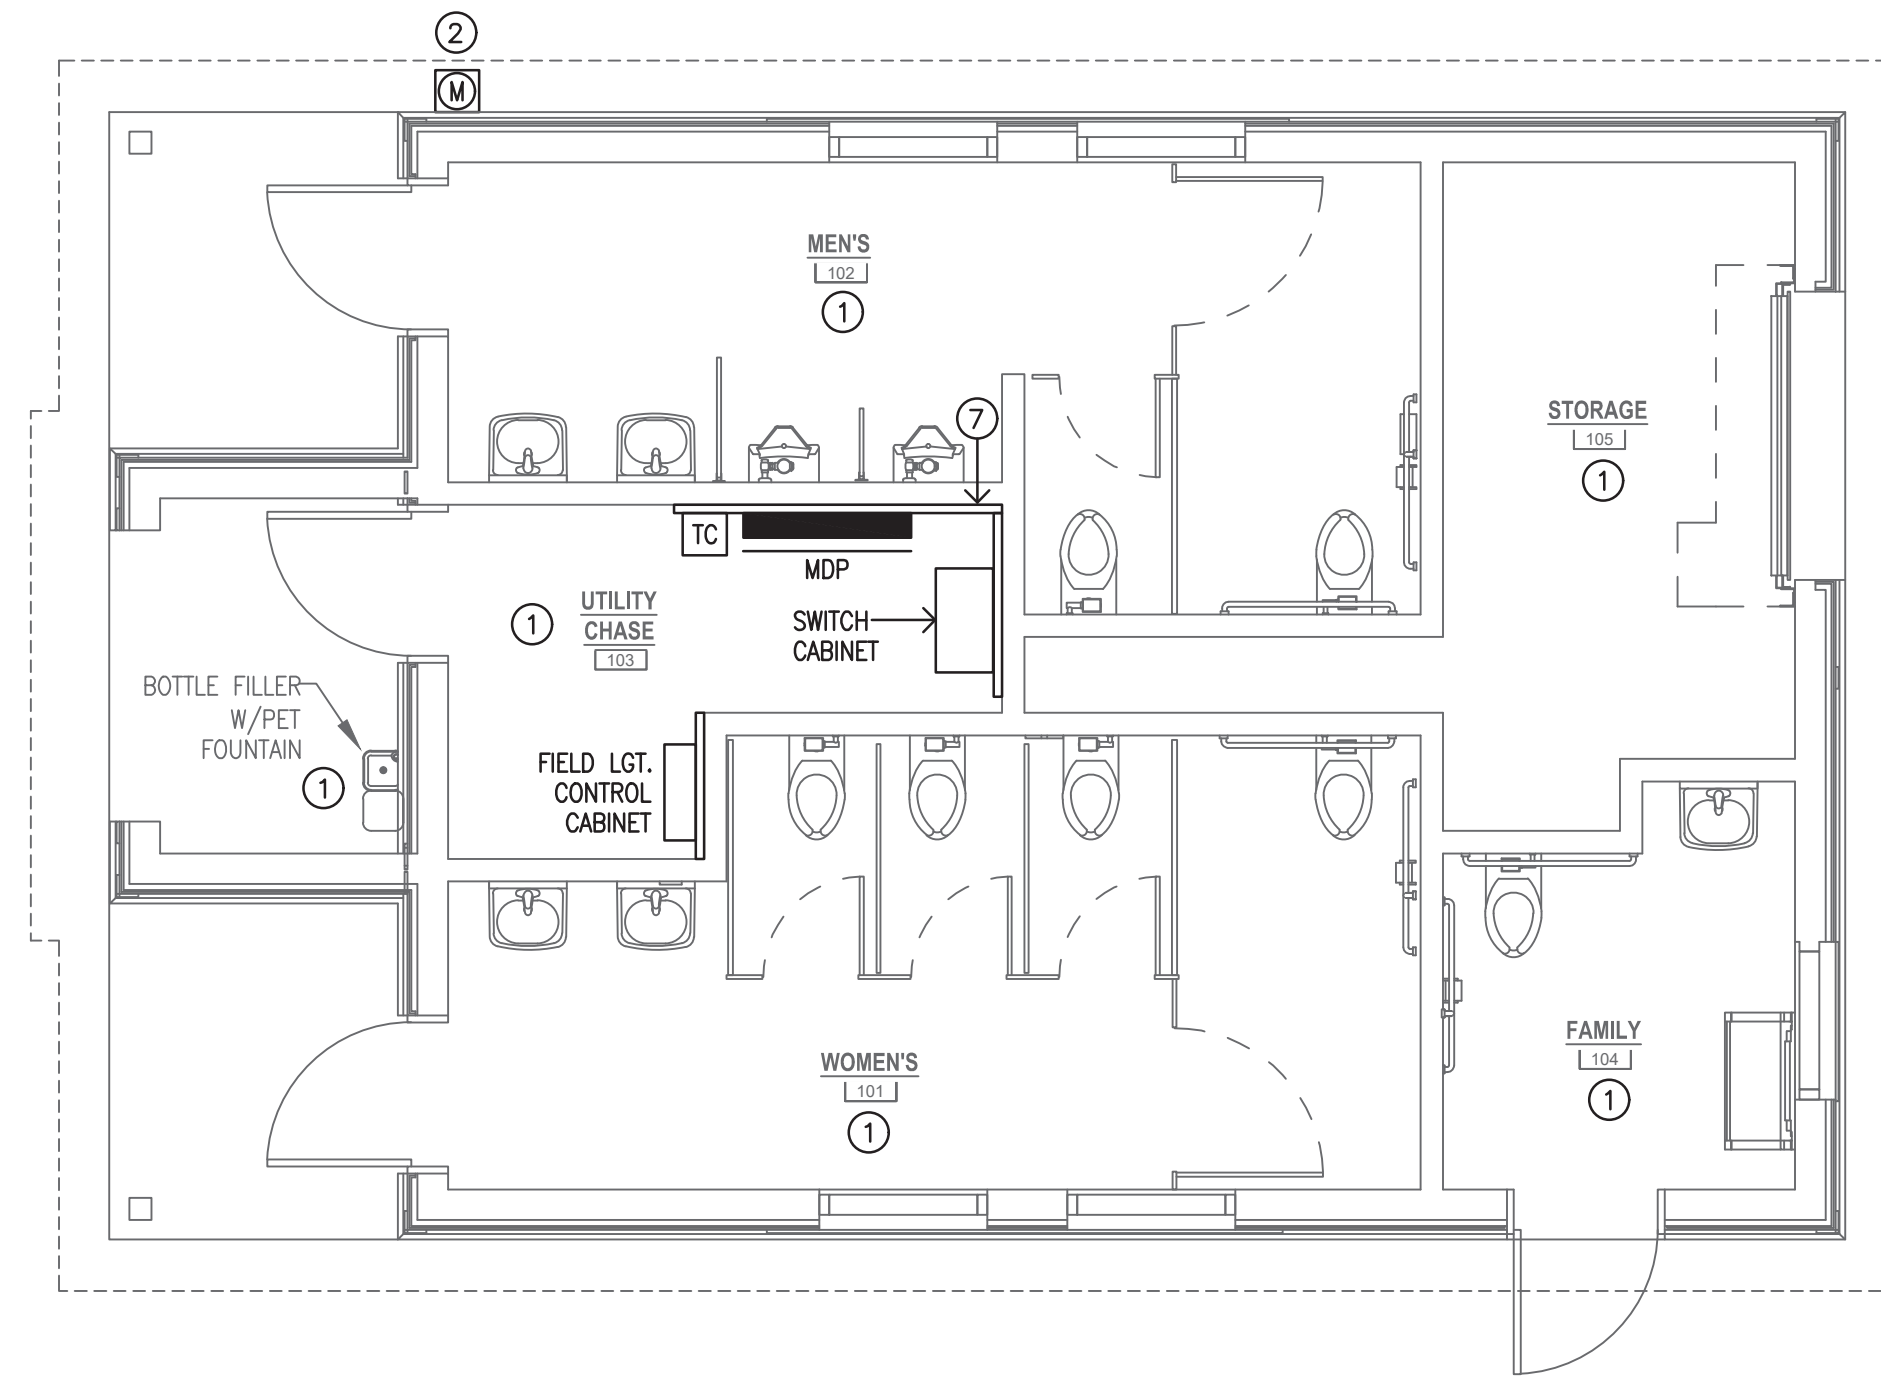 2
M
MEN'S
102
1
7
STORAGE
105
1
TC
MDP
SWITCH
CABINET
UTILITY
CHASE
103
1
BOTTLE FILLER
W/PET
FOUNTAIN
1
FIELD LGT.
CONTROL
CABINET
WOMEN'S
101
1
FAMILY
104
1